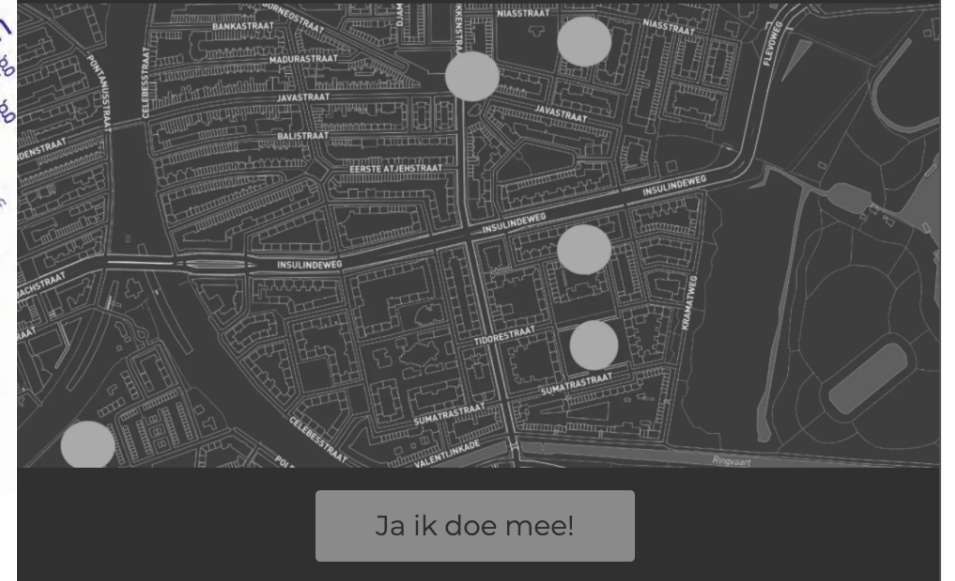 BANKASTRAAT
NIASSTRAAT
NIASSTRAAT
FLEVOWEG
PONTANUSSTRAAT
CELEBESSTRAAT
MADURASTRAAT
JAVASTRAAT
JAVASTRAAT
BALISTRAAT
EERSTE ATJEHSTRAAT
INSULINDEWEG
INSULINDEWEG
INSULINDEWEG
KRAMATWEG
TIDORESTRAAT
SUMATRASTRAAT
SUMATRASTRAAT
CELEBESSTRAAT
VALENTIJNKADE
Ringvaart
Ja ik doe mee!